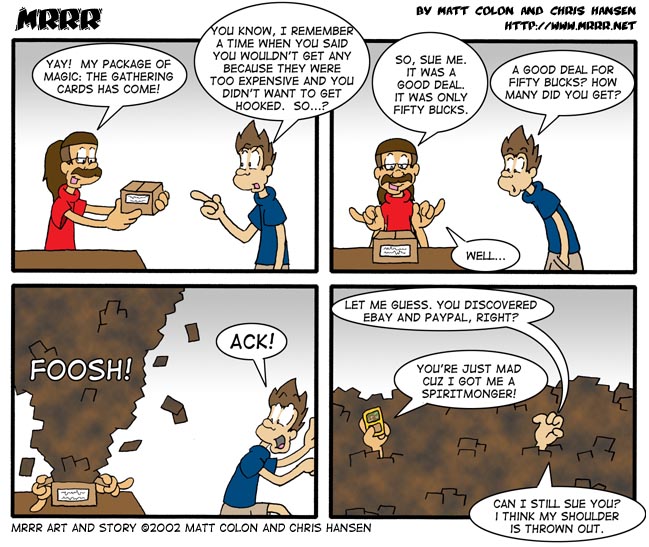 MRRR
BY MATT COLON AND CHRIS HANSEN
HTTP://WWW.MRRR.NET
YAY! MY PACKAGE OF
MAGIC: THE GATHERING
CARDS HAS COME!
YOU KNOW, I REMEMBER
A TIME WHEN YOU SAID
YOU WOULDN'T GET ANY
BECAUSE THEY WERE
TOO EXPENSIVE AND YOU
DIDN'T WANT TO GET
HOOKED. SO...?
SO, SUE ME.
IT WAS A
GOOD DEAL.
IT WAS ONLY
FIFTY BUCKS.
A GOOD DEAL FOR
FIFTY BUCKS? HOW
MANY DID YOU GET?
WELL...
FOOSH!
ACK!
LET ME GUESS. YOU DISCOVERED
EBAY AND PAYPAL, RIGHT?
YOU'RE JUST MAD
CUZ I GOT ME A
SPIRITMONGER!
CAN I STILL SUE YOU?
I THINK MY SHOULDER
IS THROWN OUT.
MRRR ART AND STORY ©2002 MATT COLON AND CHRIS HANSEN